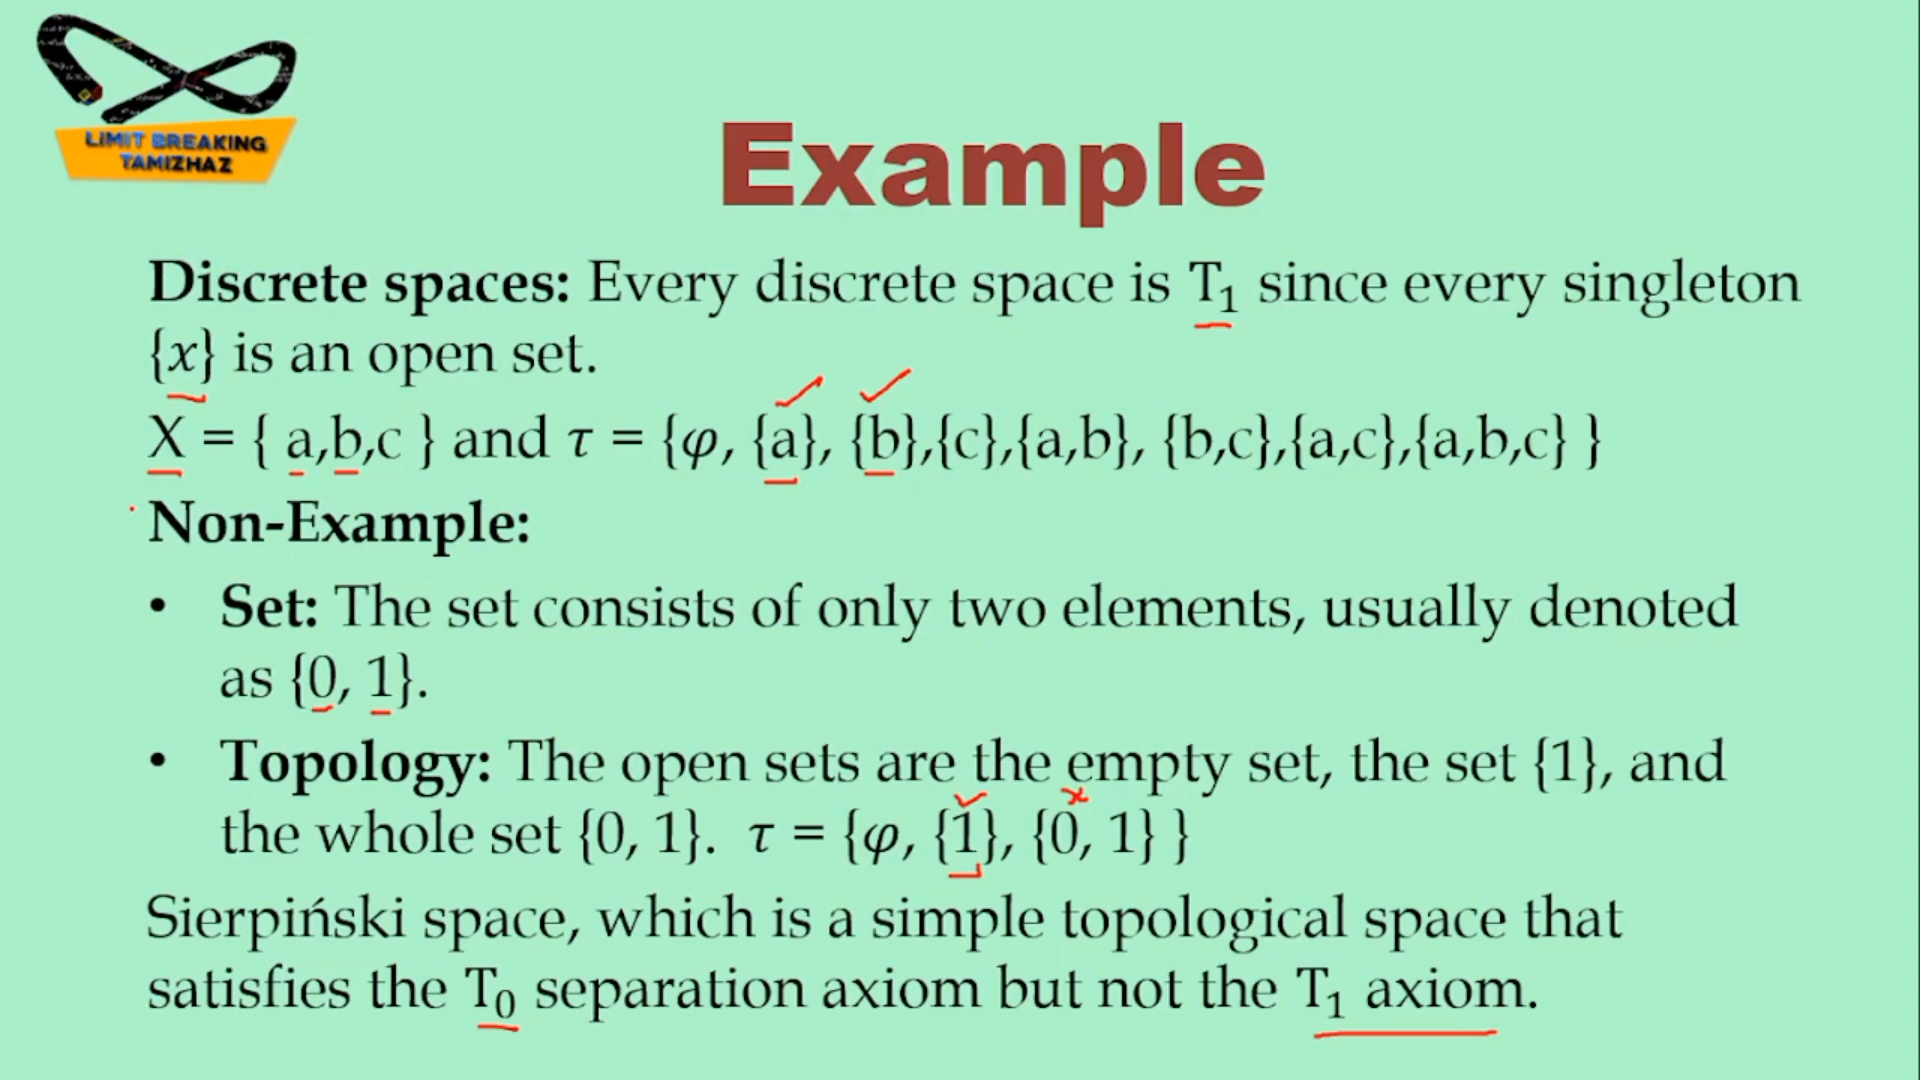 LIMIT BREAKING
TAMIZHAZ
Example
Discrete spaces: Every discrete space is T₁ since every singleton
{x} is an open set.
X = { a,b,c } and τ = {φ, {a}, {b},{c},{a,b}, {b,c},{a,c},{a,b,c} }
Non-Example:
• Set: The set consists of only two elements, usually denoted
as {0, 1}.
• Topology: The open sets are the empty set, the set {1}, and
the whole set {0, 1}. τ = {φ, {1}, {0, 1} }
Sierpiński space, which is a simple topological space that
satisfies the T₀ separation axiom but not the T₁ axiom.